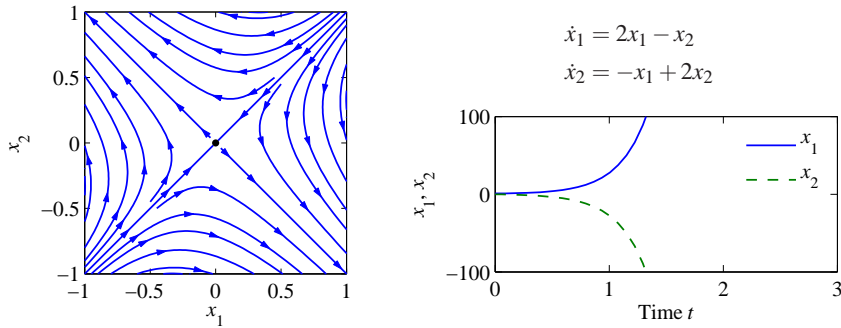 1
0.5
0
−0.5
−1
x₂
−1 −0.5 0 0.5 1
x₁
ẋ₁ = 2x₁ − x₂
ẋ₂ = −x₁ + 2x₂
100
0
−100
x₁, x₂
x₁
x₂
0 1 2 3
Time t